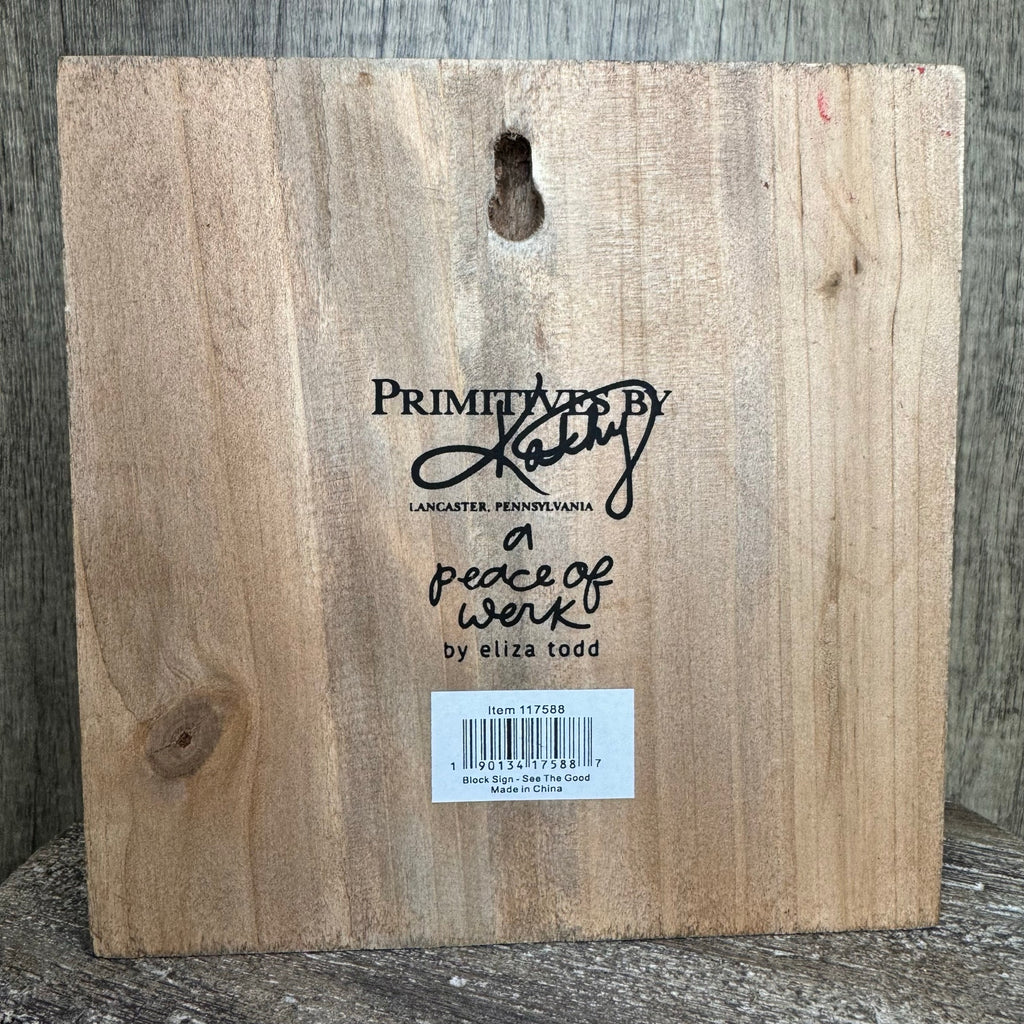 PRIMITIVES BY
Kathy
LANCASTER, PENNSYLVANIA
a
peace of
werk
by eliza todd
Item 117588
1 90134 17588 7
Block Sign - See The Good
Made in China